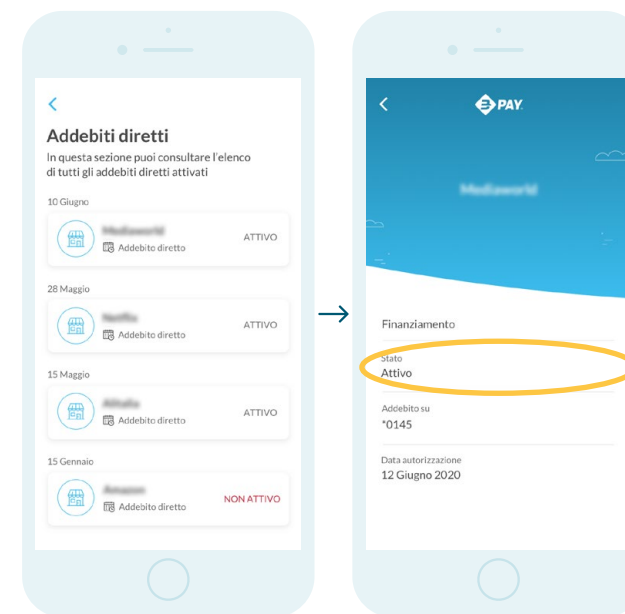 Addebiti diretti
In questa sezione puoi consultare l'elenco
di tutti gli addebiti diretti attivati
10 Giugno
Addebito diretto
ATTIVO
28 Maggio
Addebito diretto
ATTIVO
15 Maggio
Addebito diretto
ATTIVO
15 Gennaio
Addebito diretto
NON ATTIVO
PAY
Finanziamento
Stato
Attivo
Addebito su
*0145
Data autorizzazione
12 Giugno 2020